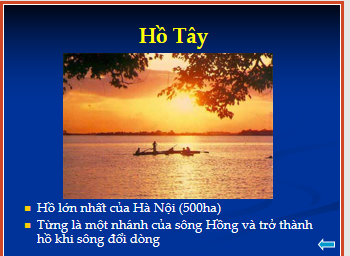 Hồ Tây
Hồ lớn nhất của Hà Nội (500ha)
Từng là một nhánh của sông Hồng và trở thành
hồ khi sông đổi dòng